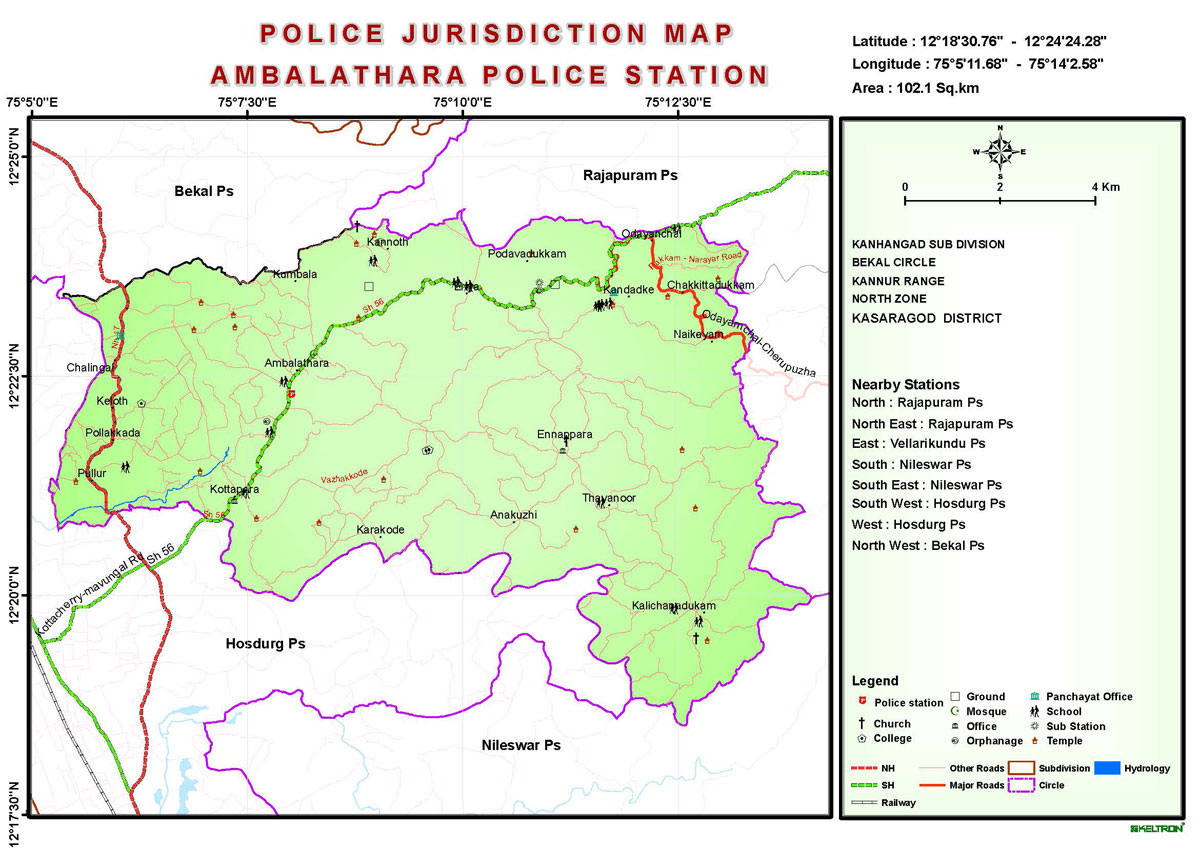 POLICE JURISDICTION MAP
AMBALATHARA POLICE STATION
Latitude : 12°18'30.76" - 12°24'24.28"
Longitude : 75°5'11.68" - 75°14'2.58"
Area : 102.1 Sq.km
75°5'0"E 75°7'30"E 75°10'0"E 75°12'30"E
12°25'0"N
12°22'30"N
12°20'0"N
12°17'30"N
Bekal Ps
Rajapuram Ps
Odayanchal
Kannoth
Podavadukkam
Narayar Road
Kumbala
Sh 56
Kandadke
Chakkittadukkam
Odayamchal-Cherupuzha
Naikeyam
Chalingal
Ambalathara
Keloth
Pollakkada
Ennappara
Pullur
Vazhakkode
Kottapara
Thayanoor
Sh 56
Anakuzhi
Karakode
Kottacherry-mavungal Rd
Sh 56
Kalichanadukam
Hosdurg Ps
Nileswar Ps
N
W E
S
0 2 4 Km
KANHANGAD SUB DIVISION
BEKAL CIRCLE
KANNUR RANGE
NORTH ZONE
KASARAGOD DISTRICT
Nearby Stations
North : Rajapuram Ps
North East : Rajapuram Ps
East : Vellarikundu Ps
South : Nileswar Ps
South East : Nileswar Ps
South West : Hosdurg Ps
West : Hosdurg Ps
North West : Bekal Ps
Legend
Police station
Church
College
Ground
Mosque
Office
Orphanage
Panchayat Office
School
Sub Station
Temple
NH
SH
Railway
Other Roads
Major Roads
Subdivision
Circle
Hydrology
KELTRON